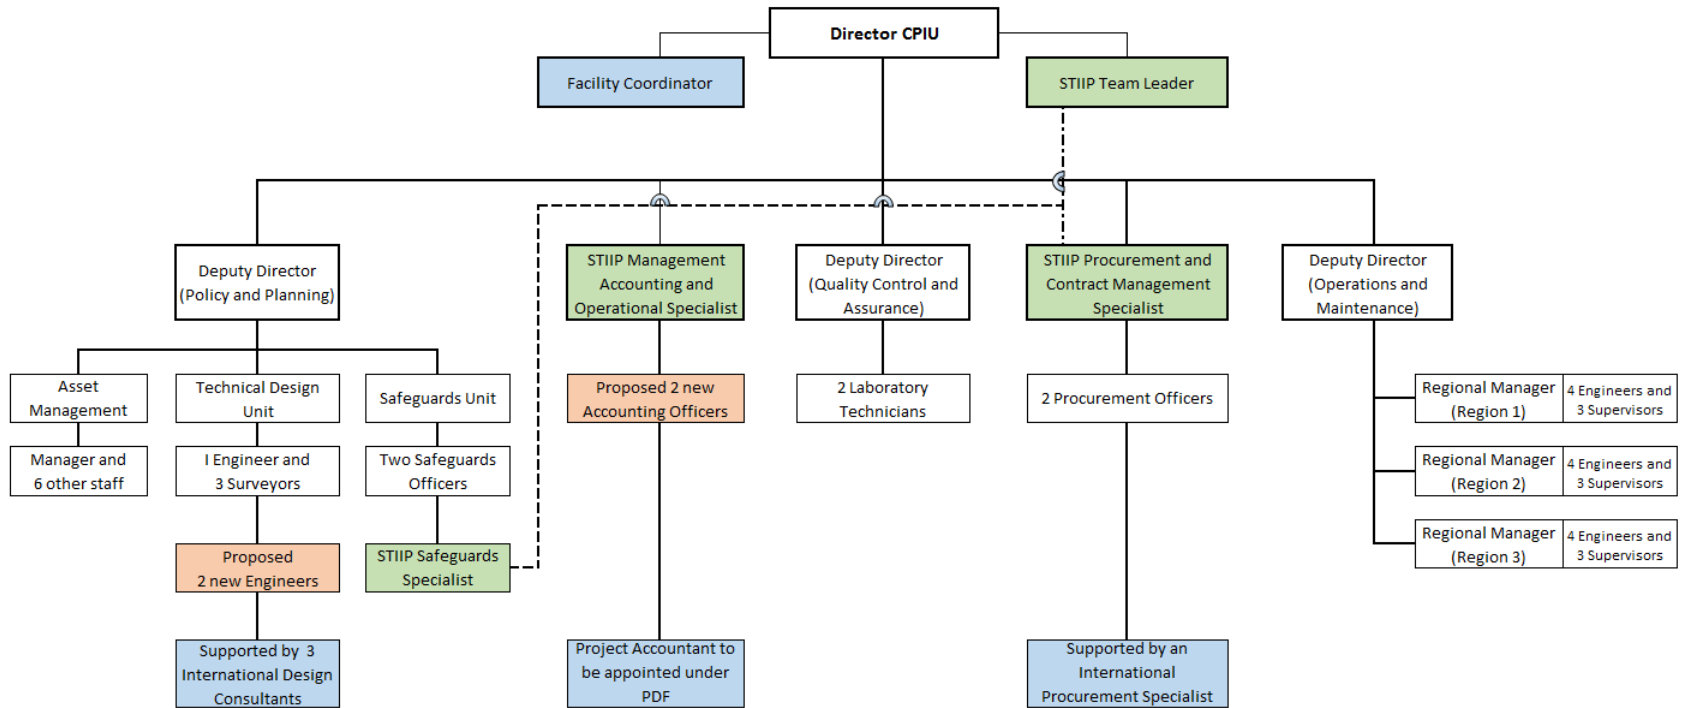 Director CPIU
Facility Coordinator
STIIP Team Leader
Deputy Director
(Policy and Planning)
STIIP Management
Accounting and
Operational Specialist
Deputy Director
(Quality Control and
Assurance)
STIIP Procurement and
Contract Management
Specialist
Deputy Director
(Operations and
Maintenance)
Asset
Management
Technical Design
Unit
Safeguards Unit
Proposed 2 new
Accounting Officers
2 Laboratory
Technicians
2 Procurement Officers
Regional Manager
(Region 1)
4 Engineers and
3 Supervisors
Manager and
6 other staff
I Engineer and
3 Surveyors
Two Safeguards
Officers
Regional Manager
(Region 2)
4 Engineers and
3 Supervisors
Proposed
2 new Engineers
STIIP Safeguards
Specialist
Regional Manager
(Region 3)
4 Engineers and
3 Supervisors
Supported by 3
International Design
Consultants
Project Accountant to
be appointed under
PDF
Supported by an
International
Procurement Specialist